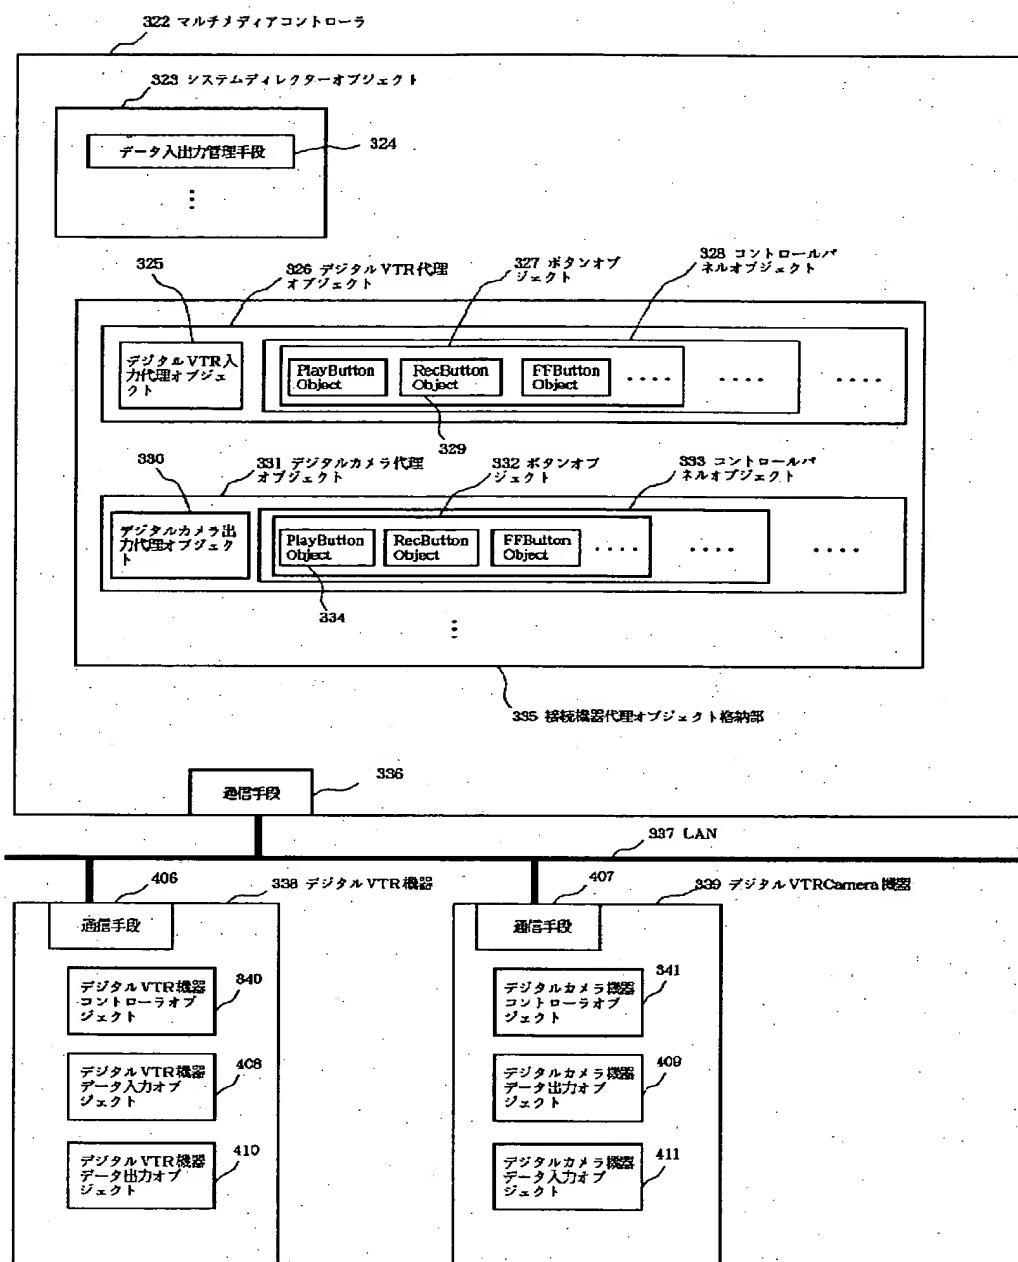 322 マルチメディアコントローラ
323 システムディレクターオブジェクト
データ入出力管理手段
324
325
326 デジタルVTR代理
オブジェクト
327 ボタンオブ
ジェクト
328 コントロールパ
ネルオブジェクト
デジタルVTR入
力代理オブジェ
クト
PlayButton
Object
RecButton
Object
FFButton
Object
329
330
331 デジタルカメラ代理
オブジェクト
332 ボタンオブ
ジェクト
333 コントロールパ
ネルオブジェクト
デジタルカメラ出
力代理オブジェク
ト
PlayButton
Object
RecButton
Object
FFButton
Object
334
335 接続機器代理オブジェクト格納部
通信手段
336
337 LAN
406
338 デジタルVTR機器
通信手段
デジタルVTR機器
コントローラオブ
ジェクト
340
デジタルVTR機器
データ入力オブ
ジェクト
408
デジタルVTR機器
データ出力オブ
ジェクト
410
407
339 デジタルVTRCamera機器
通信手段
デジタルカメラ機器
コントローラオブ
ジェクト
341
デジタルカメラ機器
データ出力オブ
ジェクト
409
デジタルカメラ機器
データ入力オブ
ジェクト
411